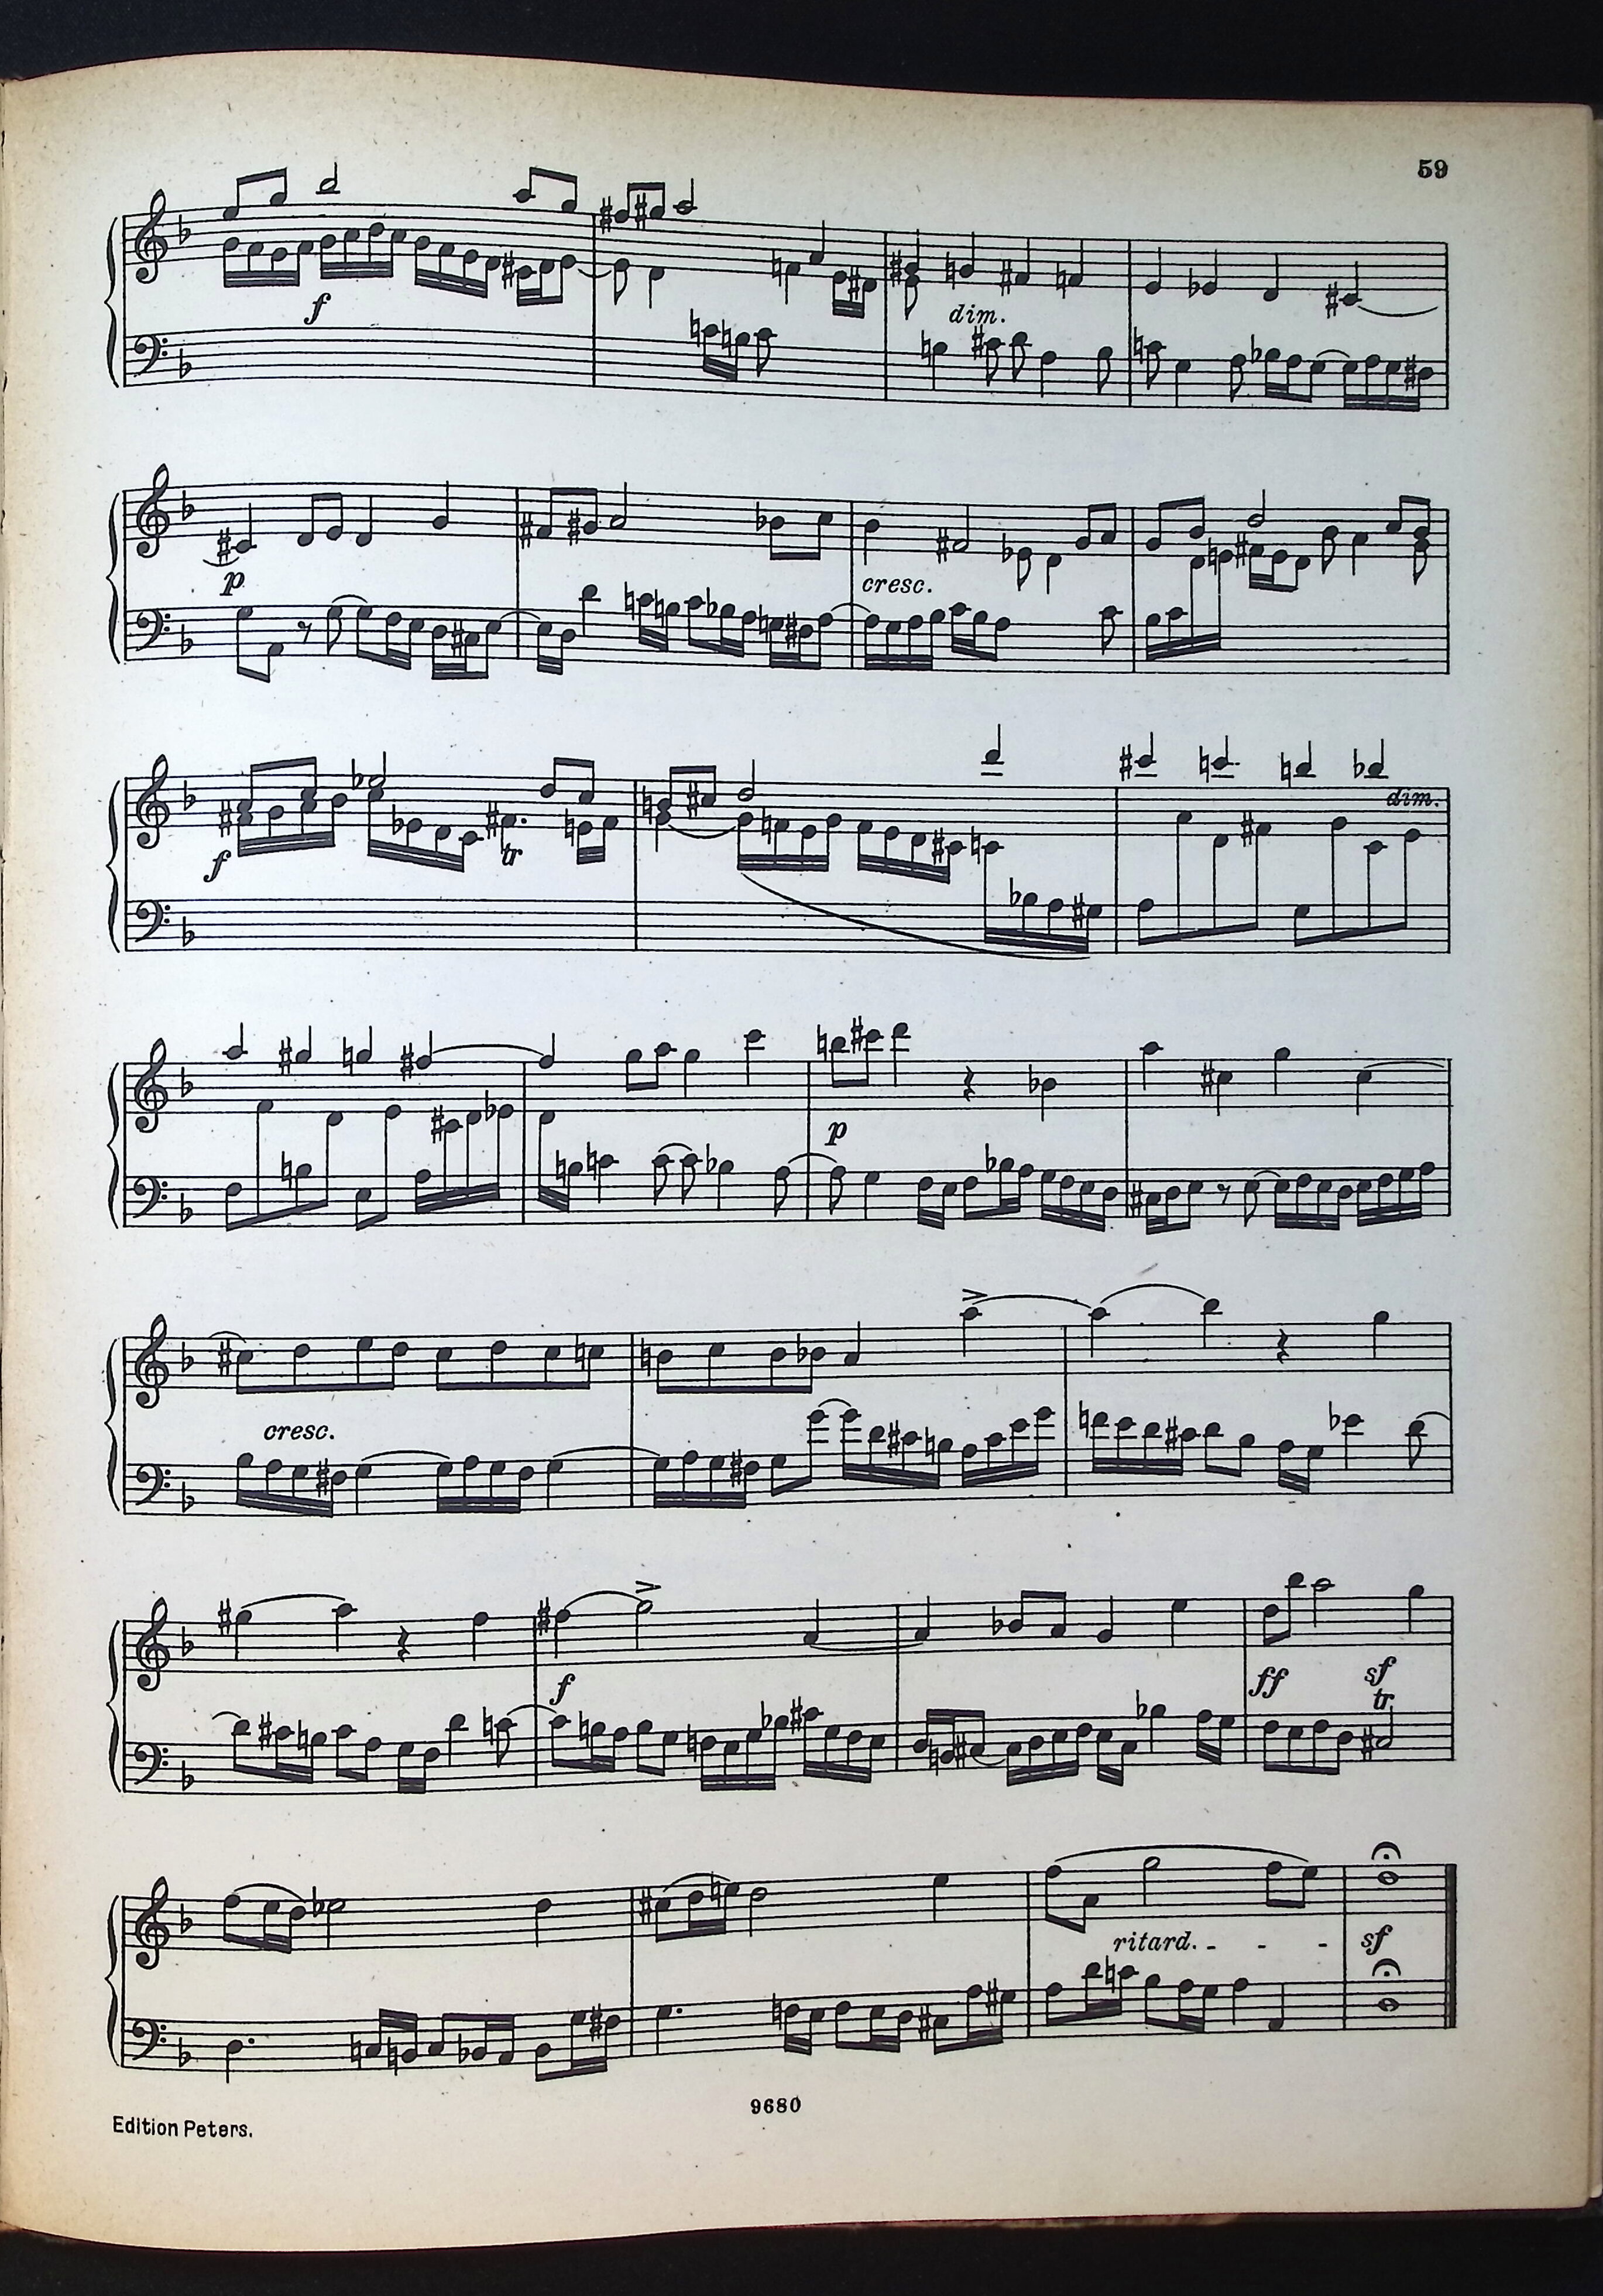 59
f
dim.
p
cresc.
dim.
f
tr
p
cresc.
f
ff
sf
tr
ritard. - - -
sf
9680
Edition Peters.